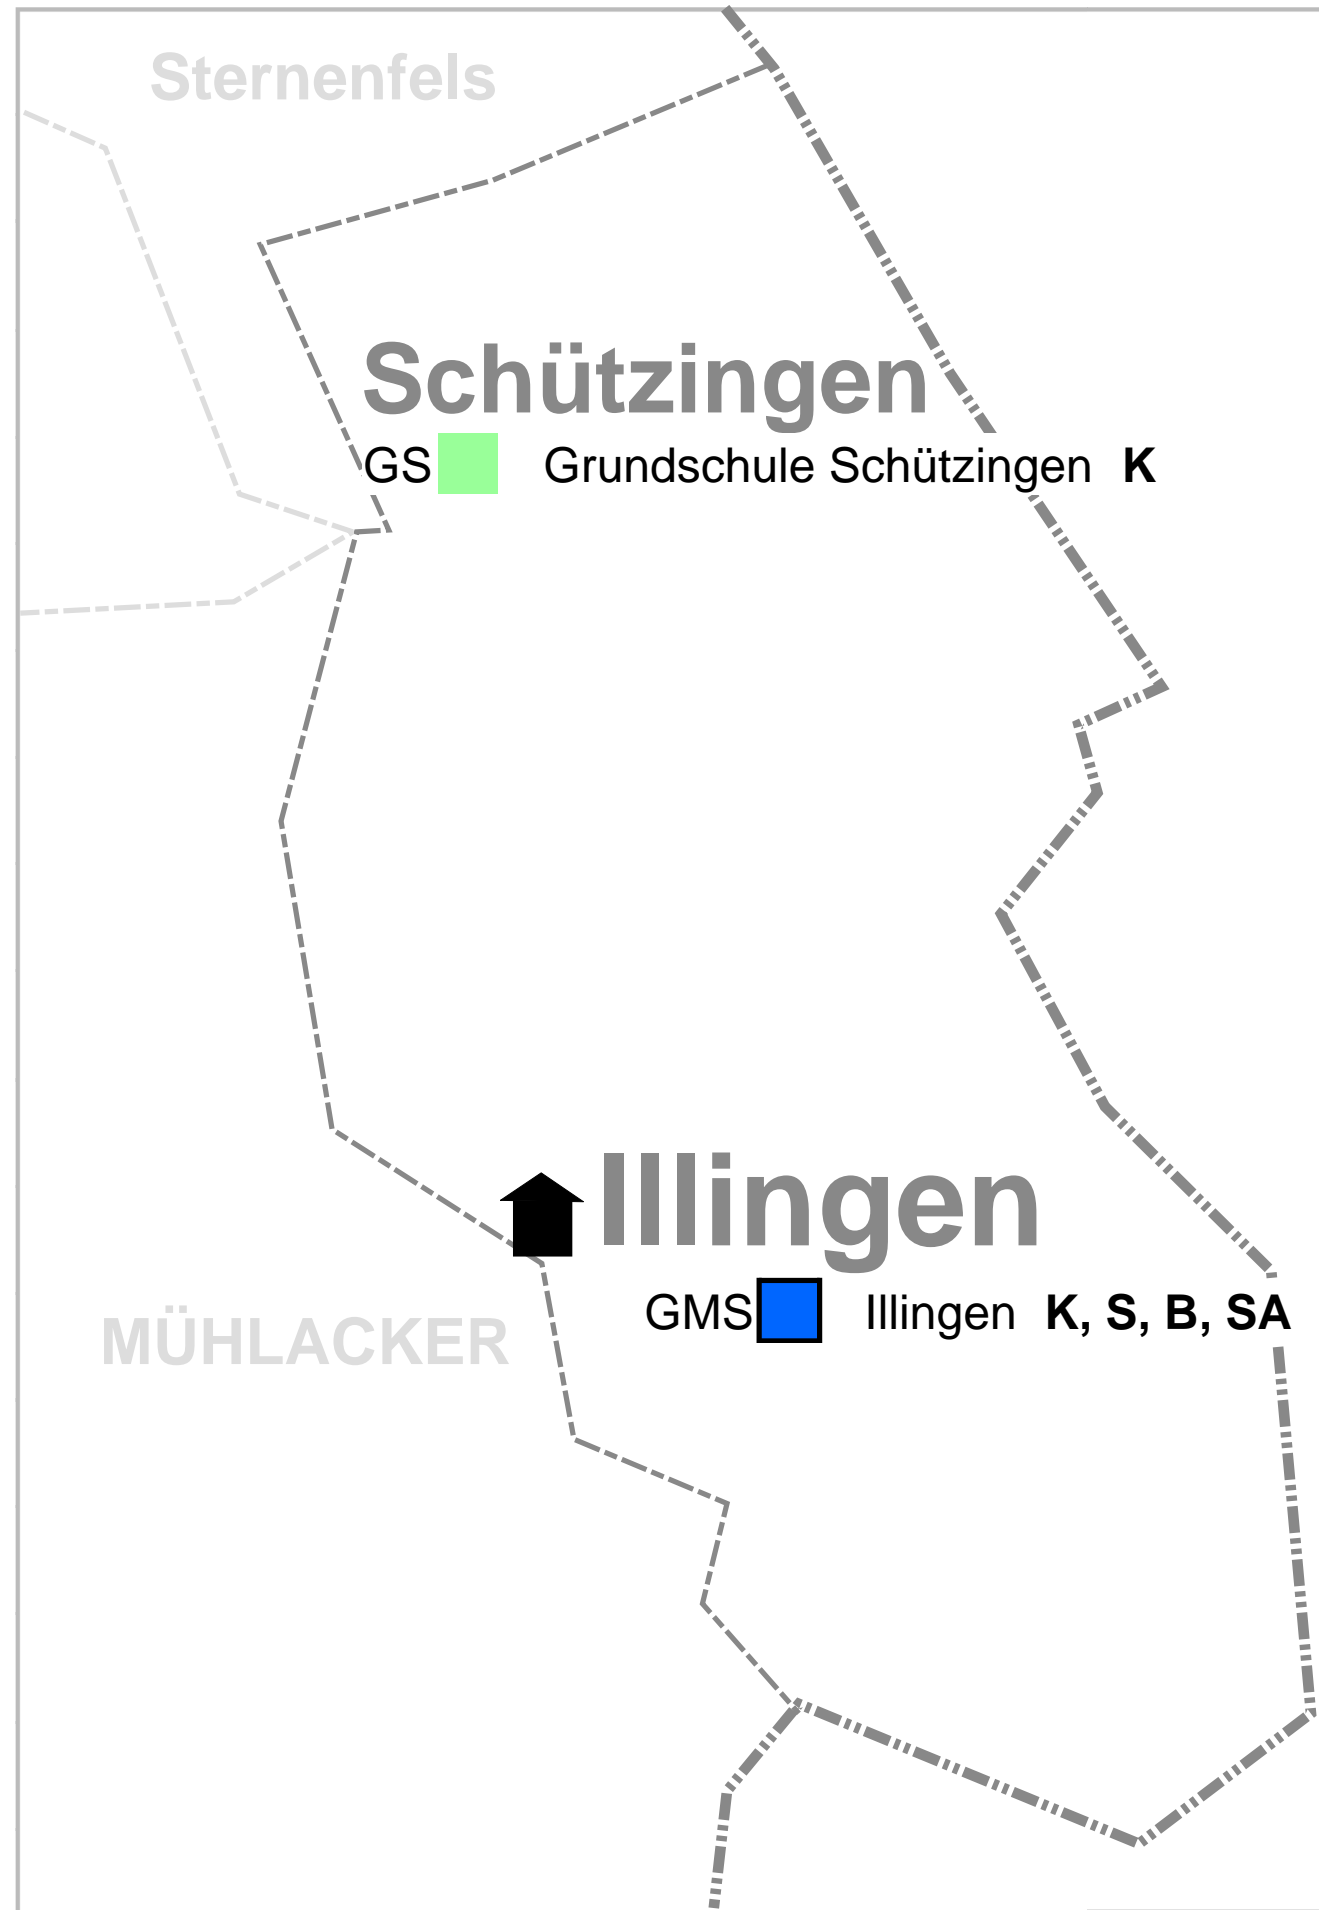 Sternenfels
Schützingen
GS Grundschule Schützingen K
Illingen
GMS Illingen K, S, B, SA
MÜHLACKER